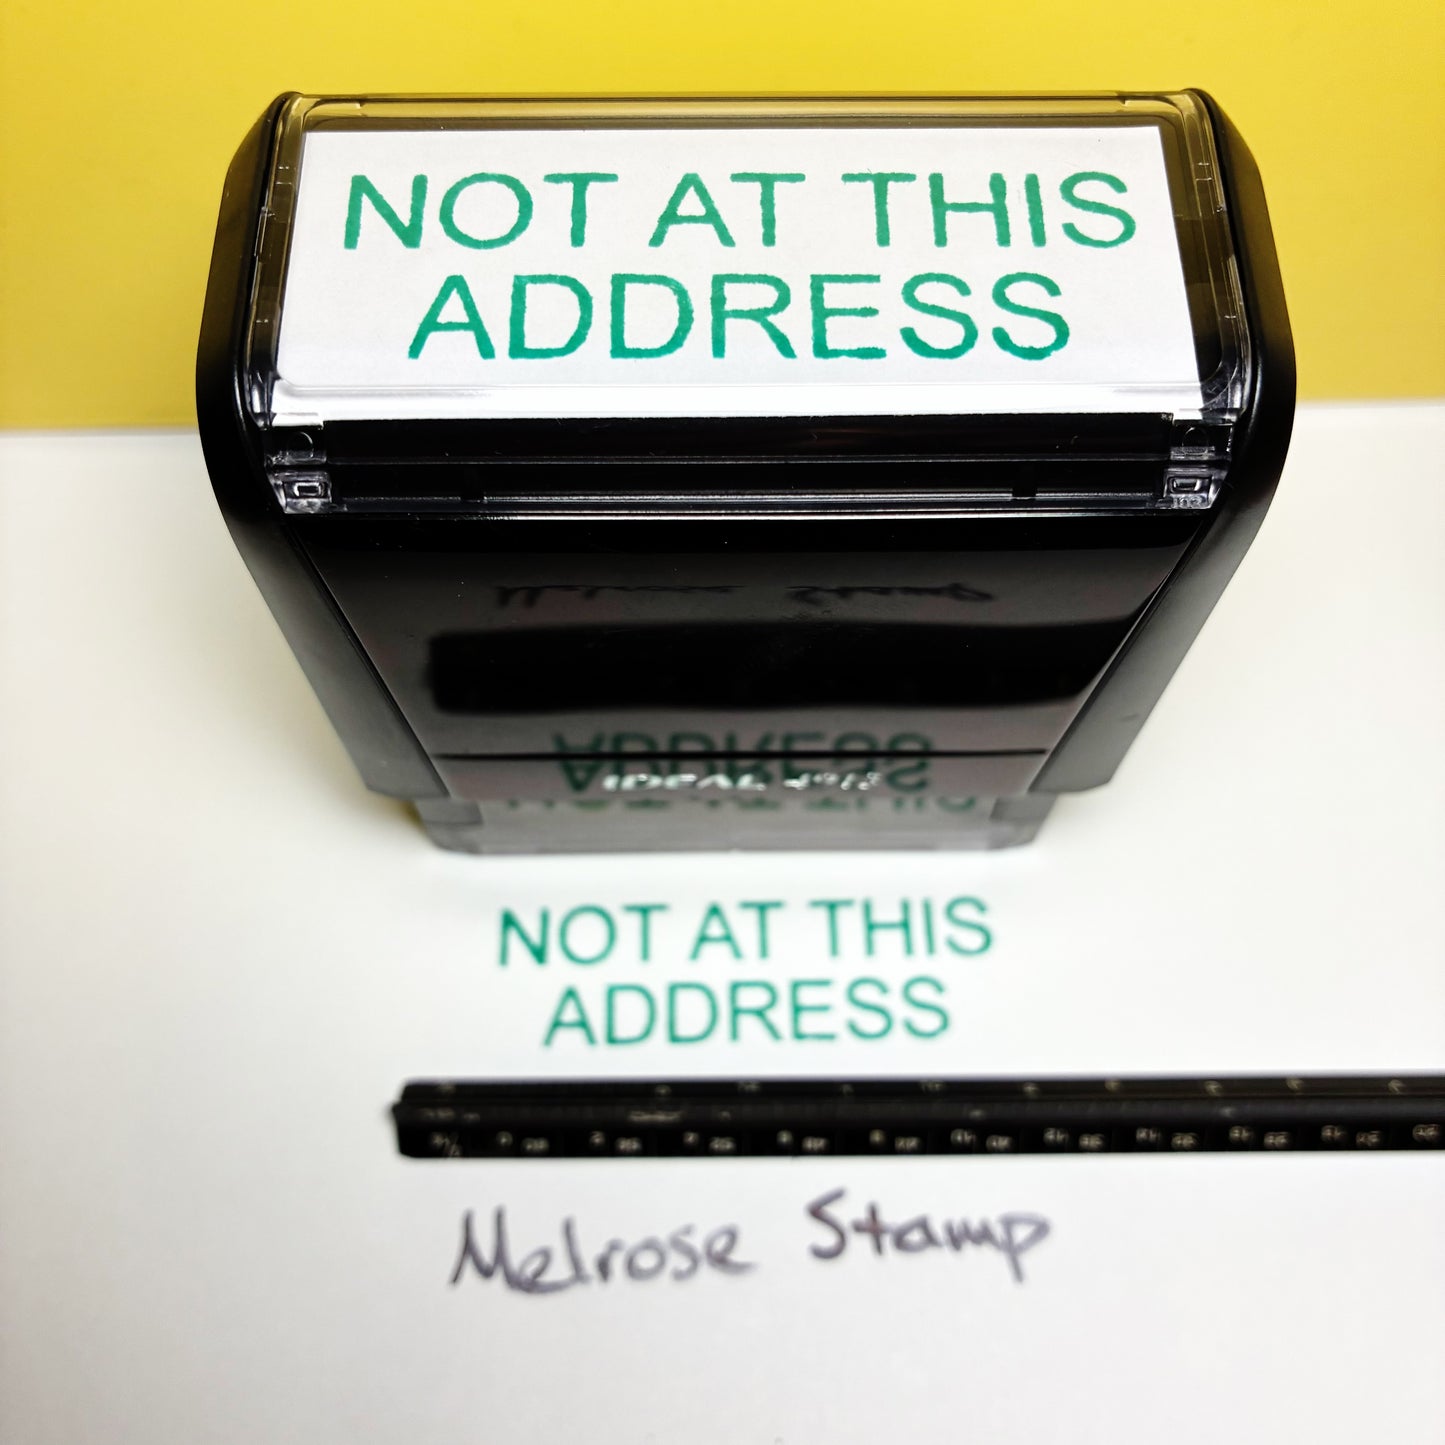 NOT AT THIS
ADDRESS
NOT AT THIS
ADDRESS
Melrose Stamp